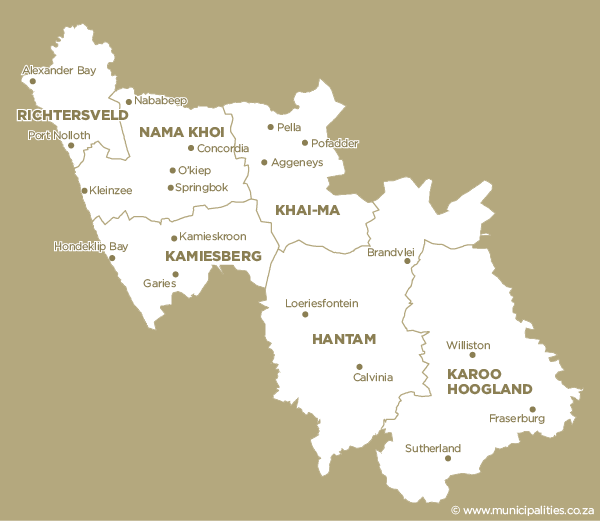 Alexander Bay
Nababeep
RICHTERSVELD
Port Nolloth
NAMA KHOI
Concordia
O'kiep
Springbok
Kleinzee
Pella
Pofadder
Aggeneys
KHAI-MA
Kamieskroon
Hondeklip Bay
KAMIESBERG
Garies
Brandvlei
Loeriesfontein
HANTAM
Calvinia
Williston
KAROO
HOOGLAND
Fraserburg
Sutherland
© www.municipalities.co.za